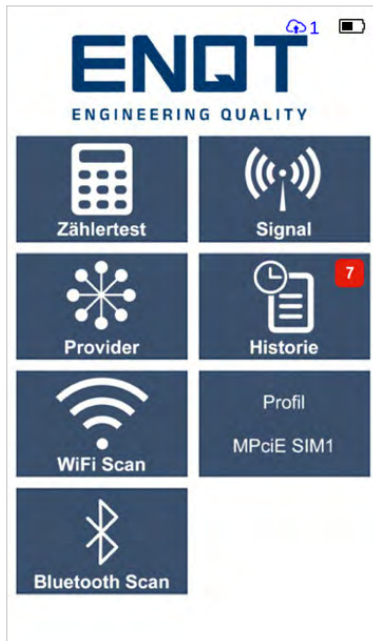 1
ENQT
ENGINEERING QUALITY
Zählertest
Signal
Provider
7
Historie
WiFi Scan
Profil
MPciE SIM1
Bluetooth Scan